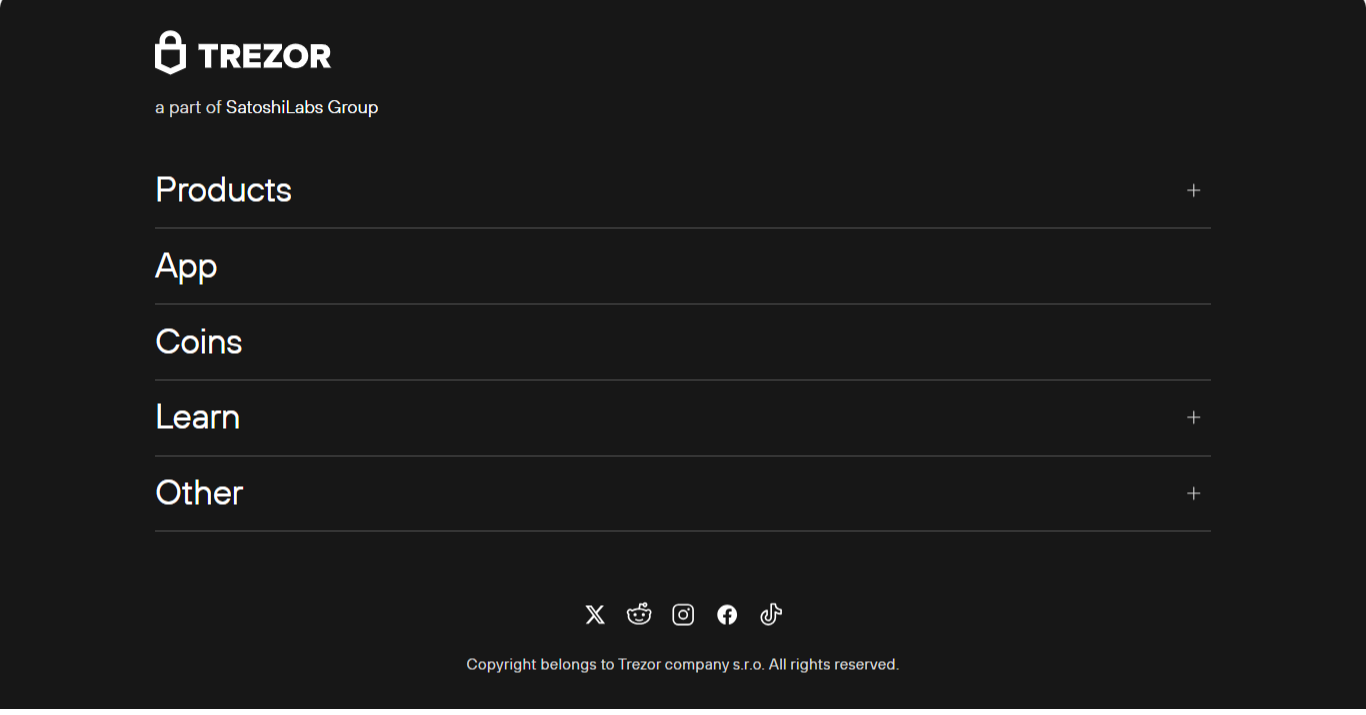 TREZOR
a part of SatoshiLabs Group
Products
App
Coins
Learn
Other
Copyright belongs to Trezor company s.r.o. All rights reserved.